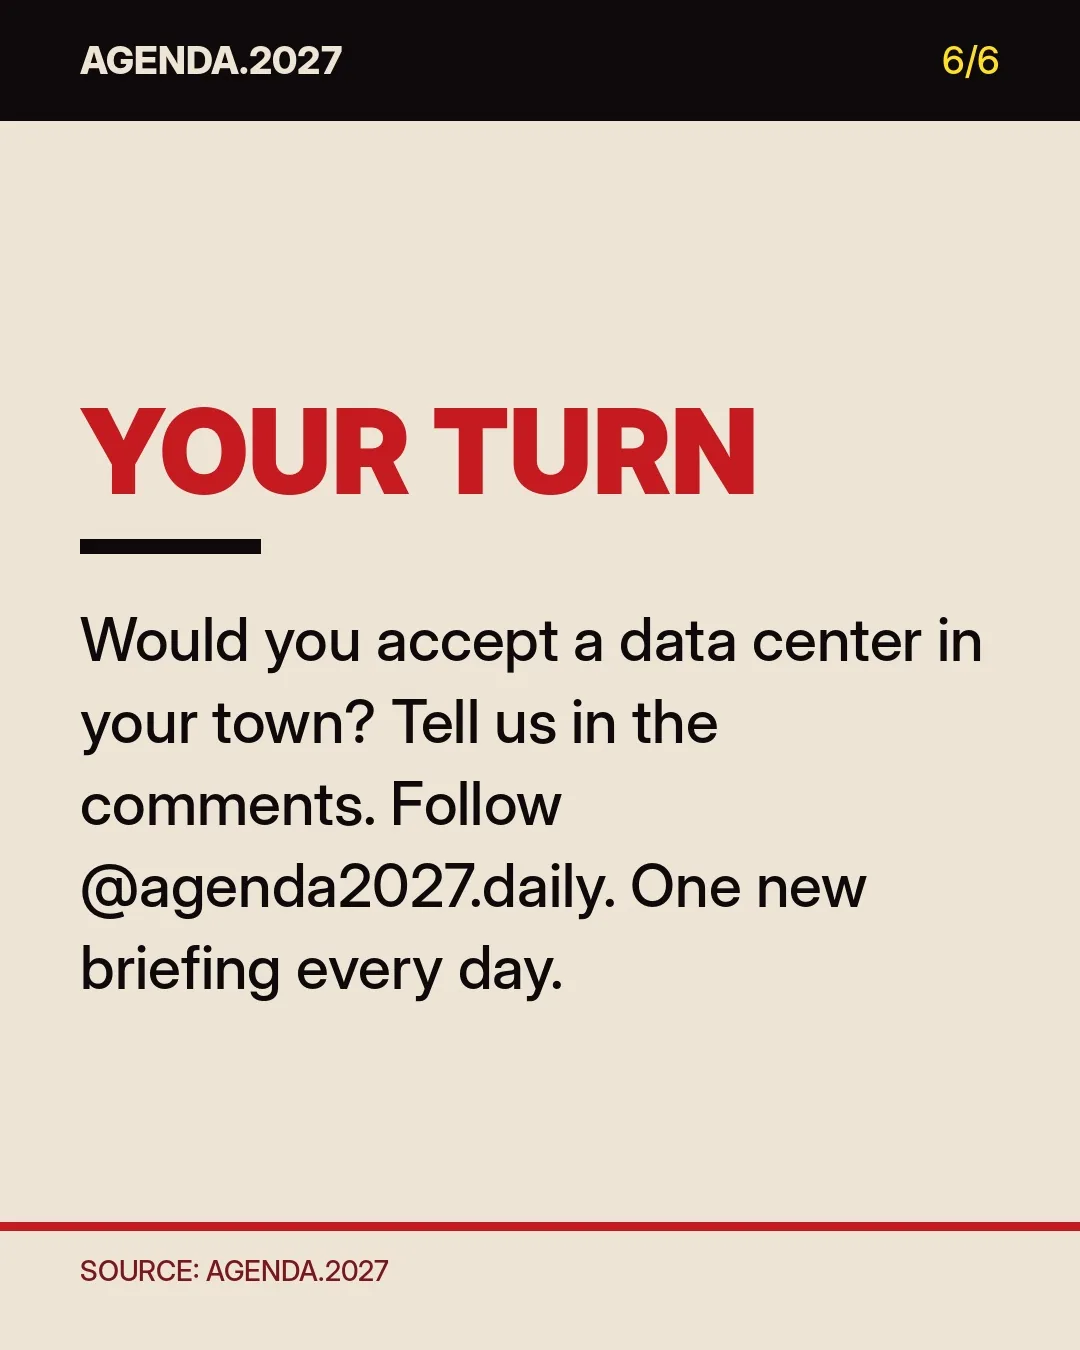 AGENDA.2027
6/6
YOUR TURN
Would you accept a data center in
your town? Tell us in the
comments. Follow
@agenda2027.daily. One new
briefing every day.
SOURCE: AGENDA.2027